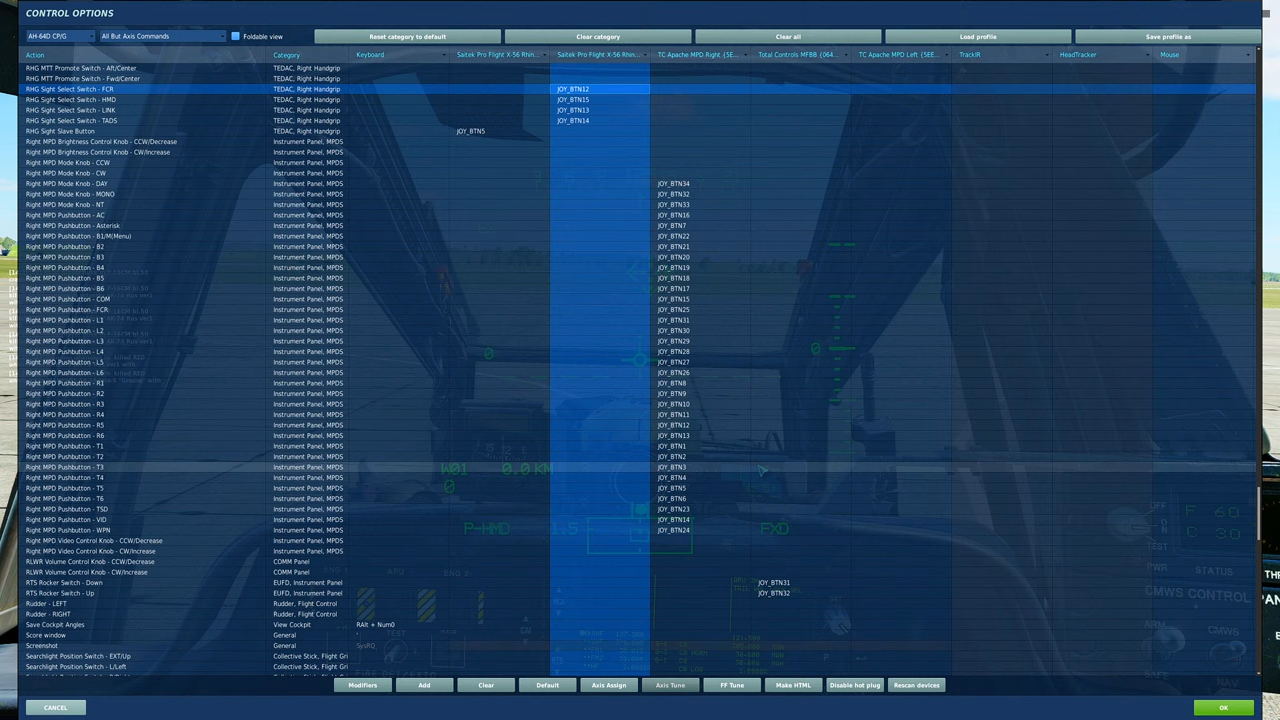 CONTROL OPTIONS
AH-64D CP/G All But Axis Commands Foldable view Reset category to default Clear category Clear all Load profile Save profile as
Action Category Keyboard Saitek Pro Flight X-56 Rhin... Saitek Pro Flight X-56 Rhin... TC Apache MPD Right {5E... Total Controls MFBB {064... TC Apache MPD Left {5EE... TrackIR HeadTracker Mouse
RHG MTT Promote Switch - Aft/Center TEDAC, Right Handgrip
RHG MTT Promote Switch - Fwd/Center TEDAC, Right Handgrip
RHG Sight Select Switch - FCR TEDAC, Right Handgrip JOY_BTN12
RHG Sight Select Switch - HMD TEDAC, Right Handgrip JOY_BTN15
RHG Sight Select Switch - LINK TEDAC, Right Handgrip JOY_BTN13
RHG Sight Select Switch - TADS TEDAC, Right Handgrip JOY_BTN14
RHG Sight Slave Button TEDAC, Right Handgrip JOY_BTN5
Right MPD Brightness Control Knob - CCW/Decrease Instrument Panel, MPDS
Right MPD Brightness Control Knob - CW/Increase Instrument Panel, MPDS
Right MPD Mode Knob - CCW Instrument Panel, MPDS
Right MPD Mode Knob - CW Instrument Panel, MPDS
Right MPD Mode Knob - DAY Instrument Panel, MPDS JOY_BTN34
Right MPD Mode Knob - MONO Instrument Panel, MPDS JOY_BTN32
Right MPD Mode Knob - NT Instrument Panel, MPDS JOY_BTN33
Right MPD Pushbutton - AC Instrument Panel, MPDS JOY_BTN16
Right MPD Pushbutton - Asterisk Instrument Panel, MPDS JOY_BTN7
Right MPD Pushbutton - B1/M(Menu) Instrument Panel, MPDS JOY_BTN22
Right MPD Pushbutton - B2 Instrument Panel, MPDS JOY_BTN21
Right MPD Pushbutton - B3 Instrument Panel, MPDS JOY_BTN20
Right MPD Pushbutton - B4 Instrument Panel, MPDS JOY_BTN19
Right MPD Pushbutton - B5 Instrument Panel, MPDS JOY_BTN18
Right MPD Pushbutton - B6 Instrument Panel, MPDS JOY_BTN17
Right MPD Pushbutton - COM Instrument Panel, MPDS JOY_BTN15
Right MPD Pushbutton - FCR Instrument Panel, MPDS JOY_BTN25
Right MPD Pushbutton - L1 Instrument Panel, MPDS JOY_BTN31
Right MPD Pushbutton - L2 Instrument Panel, MPDS JOY_BTN30
Right MPD Pushbutton - L3 Instrument Panel, MPDS JOY_BTN29
Right MPD Pushbutton - L4 Instrument Panel, MPDS JOY_BTN28
Right MPD Pushbutton - L5 Instrument Panel, MPDS JOY_BTN27
Right MPD Pushbutton - L6 Instrument Panel, MPDS JOY_BTN26
Right MPD Pushbutton - R1 Instrument Panel, MPDS JOY_BTN8
Right MPD Pushbutton - R2 Instrument Panel, MPDS JOY_BTN9
Right MPD Pushbutton - R3 Instrument Panel, MPDS JOY_BTN10
Right MPD Pushbutton - R4 Instrument Panel, MPDS JOY_BTN11
Right MPD Pushbutton - R5 Instrument Panel, MPDS JOY_BTN12
Right MPD Pushbutton - R6 Instrument Panel, MPDS JOY_BTN13
Right MPD Pushbutton - T1 Instrument Panel, MPDS JOY_BTN1
Right MPD Pushbutton - T2 Instrument Panel, MPDS JOY_BTN2
Right MPD Pushbutton - T3 Instrument Panel, MPDS JOY_BTN3
Right MPD Pushbutton - T4 Instrument Panel, MPDS JOY_BTN4
Right MPD Pushbutton - T5 Instrument Panel, MPDS JOY_BTN5
Right MPD Pushbutton - T6 Instrument Panel, MPDS JOY_BTN6
Right MPD Pushbutton - TSD Instrument Panel, MPDS JOY_BTN23
Right MPD Pushbutton - VID Instrument Panel, MPDS JOY_BTN14
Right MPD Pushbutton - WPN Instrument Panel, MPDS JOY_BTN24
Right MPD Video Control Knob - CCW/Decrease Instrument Panel, MPDS
Right MPD Video Control Knob - CW/Increase Instrument Panel, MPDS
RLWR Volume Control Knob - CCW/Decrease COMM Panel
RLWR Volume Control Knob - CW/Increase COMM Panel
RTS Rocker Switch - Down EUFD, Instrument Panel JOY_BTN31
RTS Rocker Switch - Up EUFD, Instrument Panel JOY_BTN32
Rudder - LEFT Rudder, Flight Control
Rudder - RIGHT Rudder, Flight Control
Save Cockpit Angles View Cockpit RAlt + Num0
Score window General '
Screenshot General SysRQ
Searchlight Position Switch - EXT/Up Collective Stick, Flight Gri
Searchlight Position Switch - L/Left Collective Stick, Flight Gri
W01 0.0 KM
0
0
0
P-HMD 1.5 FXD
F 60
C 30
TEST
PWR STATUS
CMWS CONTROL
CMWS
NAV
Modifiers Add Clear Default Axis Assign Axis Tune FF Tune Make HTML Disable hot plug Rescan devices
CANCEL OK